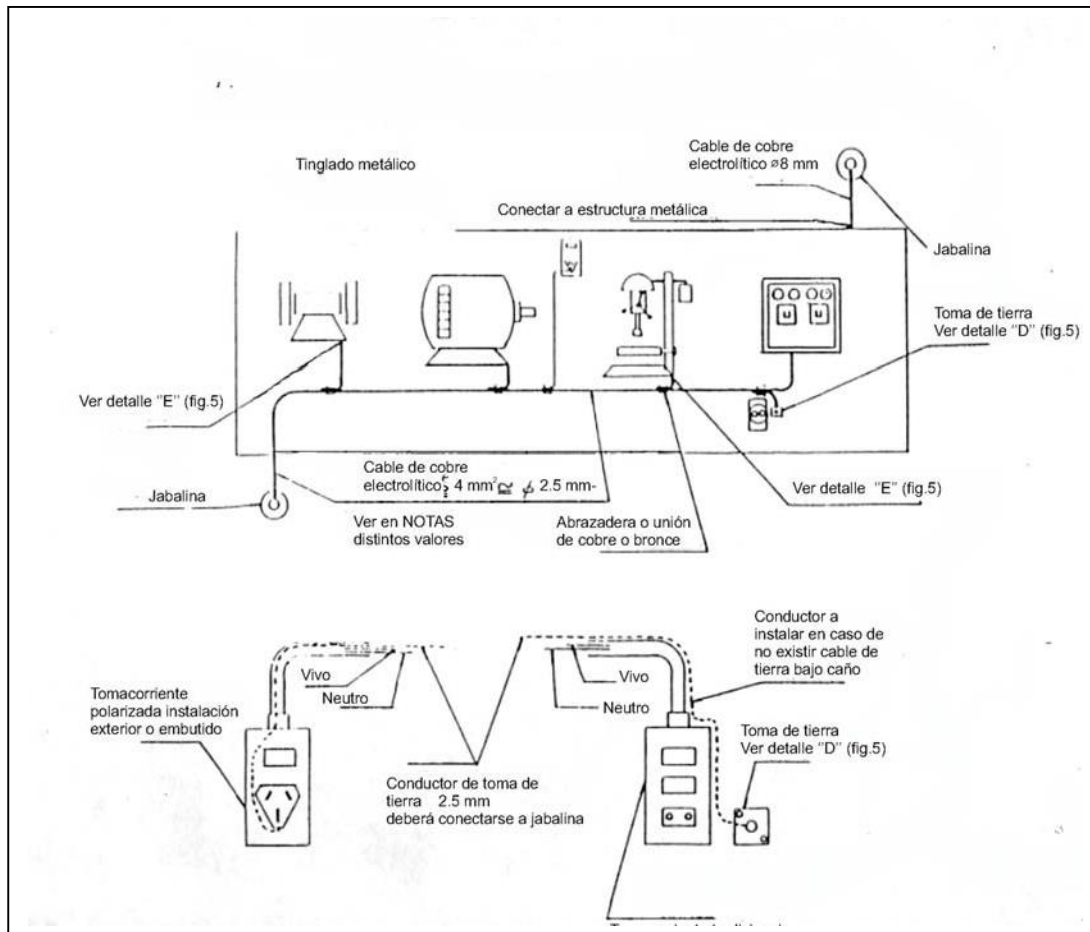 Tinglado metálico
Cable de cobre
electrolítico ⌀8 mm
Conectar a estructura metálica
Jabalina
Toma de tierra
Ver detalle "D" (fig.5)
Ver detalle "E" (fig.5)
Cable de cobre
electrolítico 4 mm² ≅ ϕ 2.5 mm-
Ver detalle "E" (fig.5)
Jabalina
Ver en NOTAS
distintos valores
Abrazadera o unión
de cobre o bronce
Conductor a
instalar en caso de
no existir cable de
tierra bajo caño
Vivo
Neutro
Vivo
Neutro
Tomacorriente
polarizada instalación
exterior o embutido
Toma de tierra
Ver detalle "D" (fig.5)
Conductor de toma de
tierra 2.5 mm
deberá conectarse a jabalina